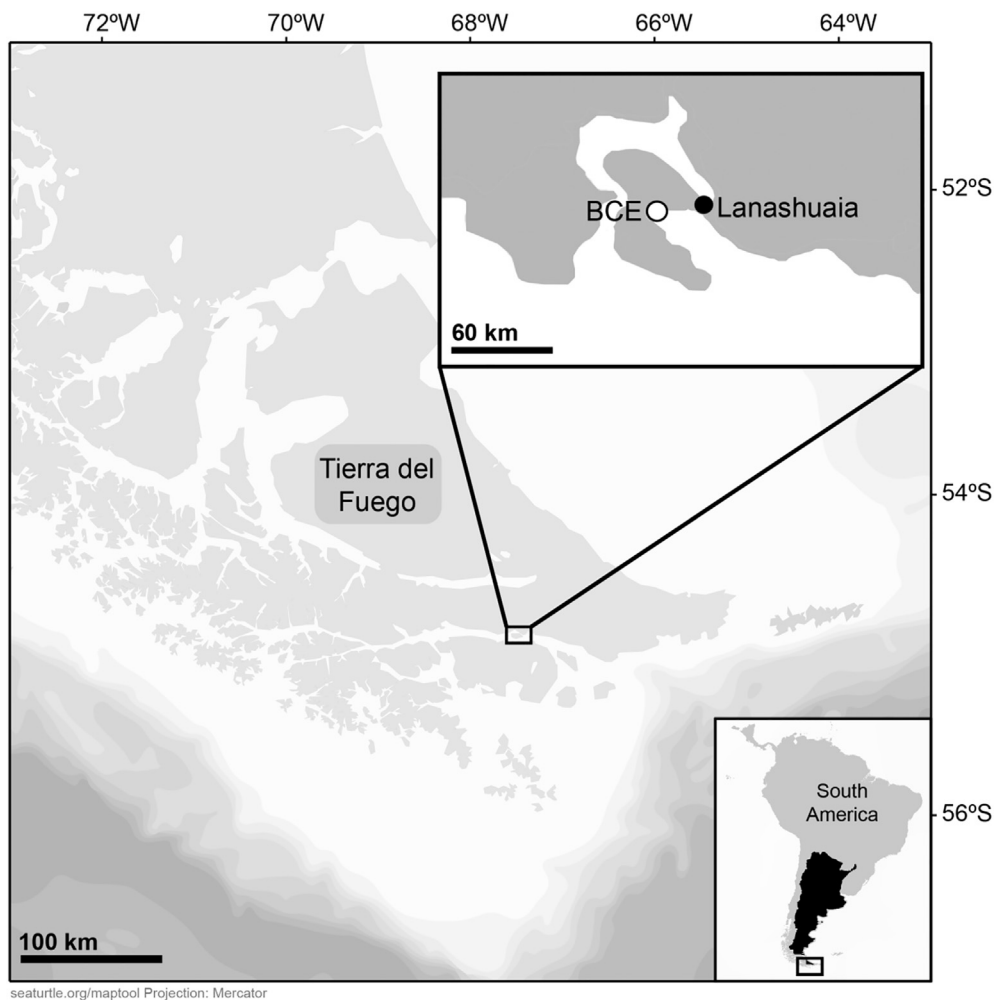 72ºW 70ºW 68ºW 66ºW 64ºW
52ºS
BCE Lanashuaia
60 km
Tierra del
Fuego
54ºS
South
America
56ºS
100 km
seaturtle.org/maptool Projection: Mercator